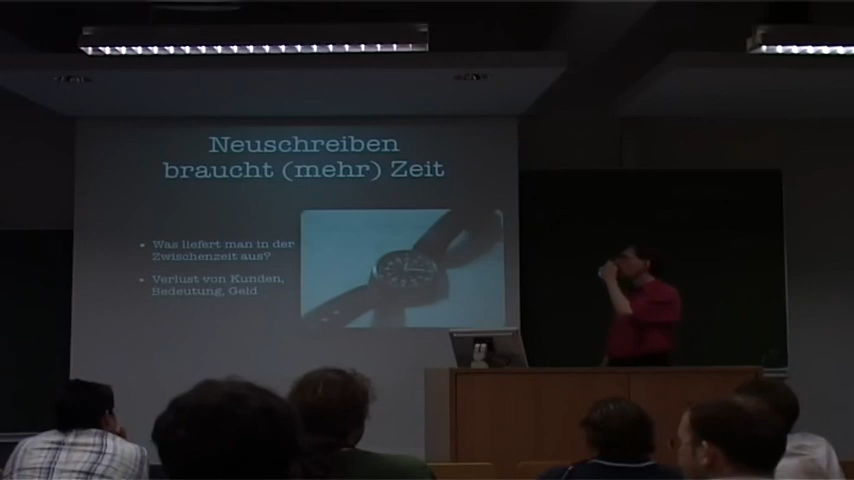 Neuschreiben
braucht (mehr) Zeit
• Was liefert man in der
Zwischenzeit aus?
• Verlust von Kunden,
Bedeutung, Geld